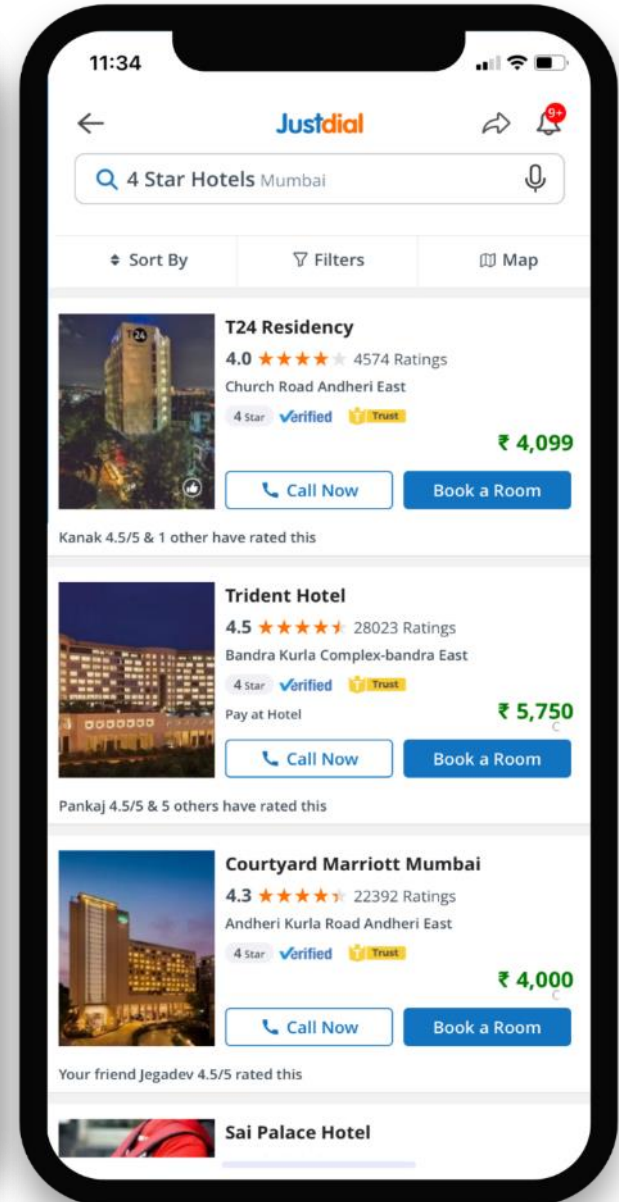 11:34
Justdial
9+
4 Star Hotels Mumbai
Sort By
Filters
Map
T24
T24 Residency
4.0 4574 Ratings
Church Road Andheri East
4 Star Verified T Trust
₹ 4,099
Call Now
Book a Room
Kanak 4.5/5 & 1 other have rated this
Trident Hotel
4.5 28023 Ratings
Bandra Kurla Complex-bandra East
4 Star Verified T Trust
Pay at Hotel
₹ 5,750
C
Call Now
Book a Room
Pankaj 4.5/5 & 5 others have rated this
Courtyard Marriott Mumbai
4.3 22392 Ratings
Andheri Kurla Road Andheri East
4 Star Verified T Trust
₹ 4,000
C
Call Now
Book a Room
Your friend Jegadev 4.5/5 rated this
Sai Palace Hotel